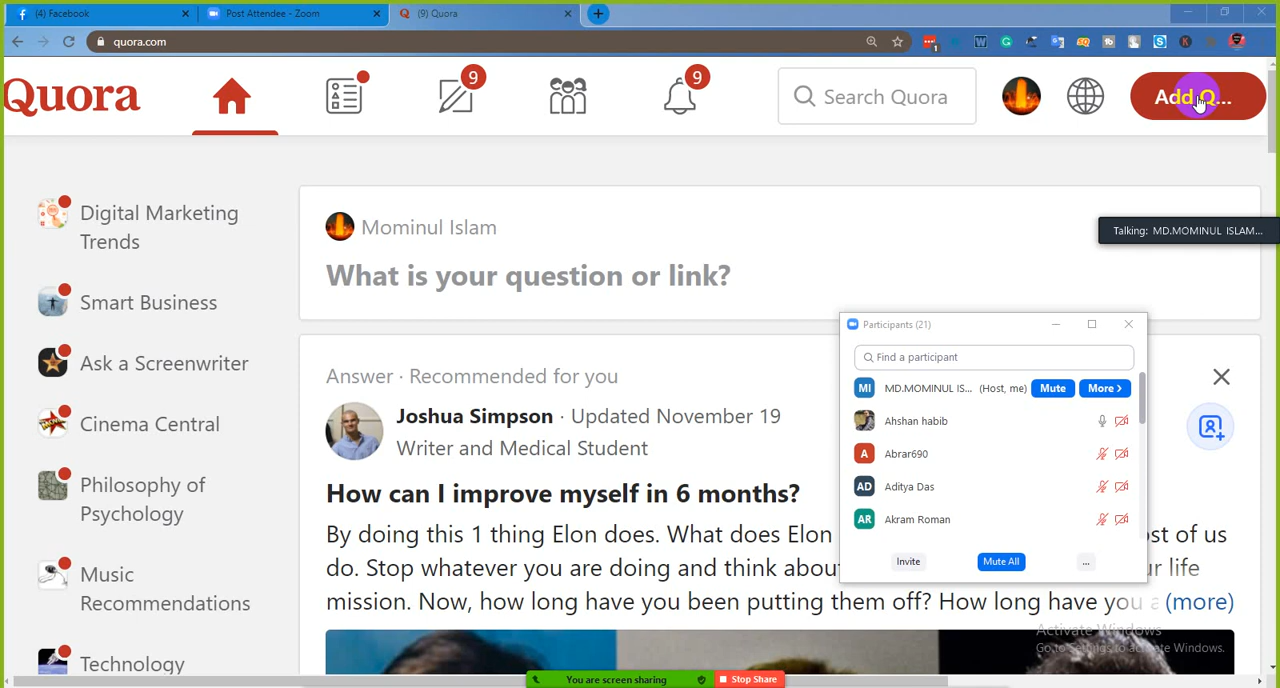 (4) Facebook
Post Attendee - Zoom
(9) Quora
quora.com
1
Quora
9
9
Search Quora
Add Q...
Digital Marketing
Trends
Smart Business
Ask a Screenwriter
Cinema Central
Philosophy of
Psychology
Music
Recommendations
Technology
Mominul Islam
What is your question or link?
Talking: MD.MOMINUL ISLAM...
Answer · Recommended for you
Joshua Simpson · Updated November 19
Writer and Medical Student
How can I improve myself in 6 months?
By doing this 1 thing Elon does. What does Elon
ost of us
do. Stop whatever you are doing and think abou
ur life
mission. Now, how long have you been putting them off? How long have you a (more)
Participants (21)
Find a participant
MI MD.MOMINUL IS... (Host, me) Mute More >
Ahshan habib
A Abrar690
AD Aditya Das
AR Akram Roman
Invite Mute All ...
Activate Windows
Go to Settings to activate Windows.
You are screen sharing Stop Share